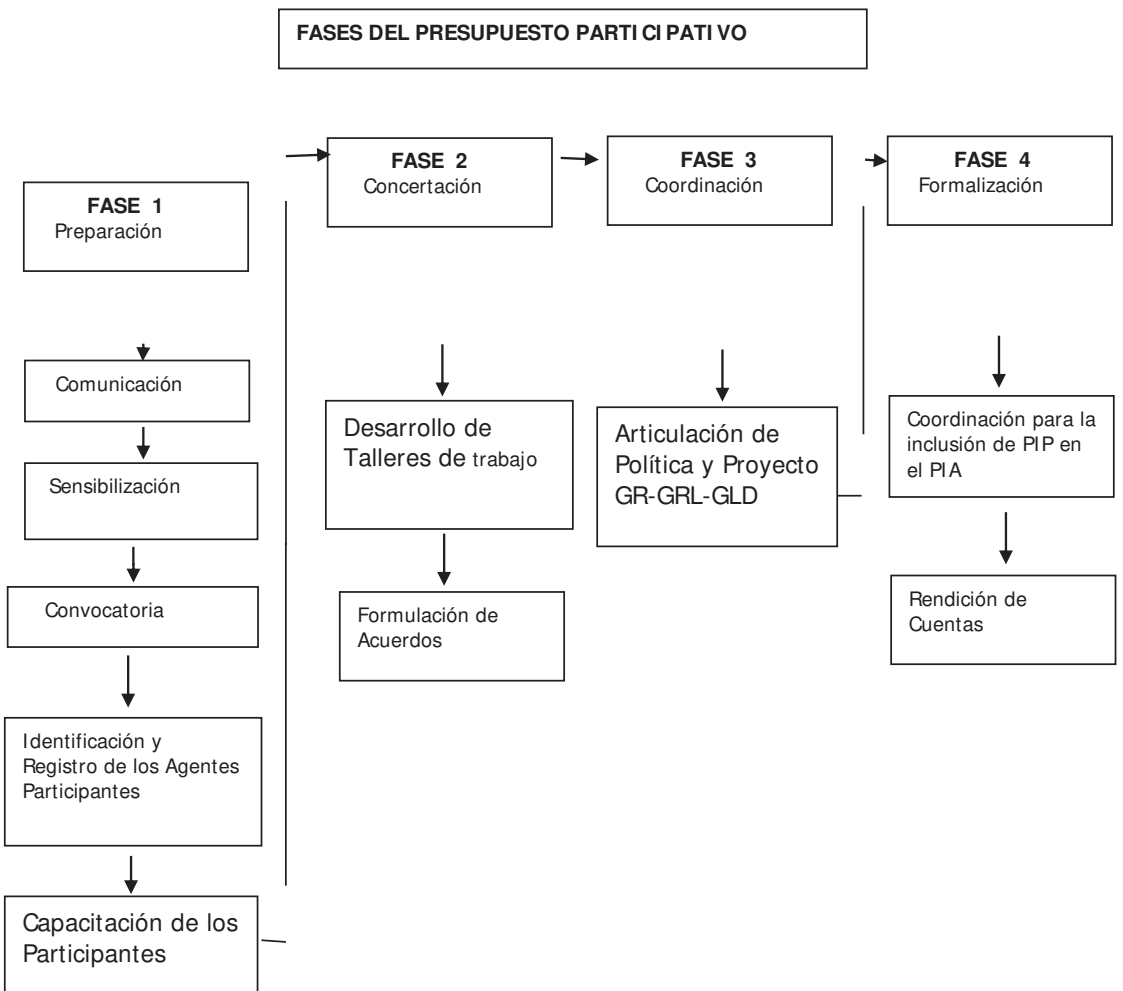 FASES DEL PRESUPUESTO PARTICIPATIVO
FASE 1
Preparación
Comunicación
Sensibilización
Convocatoria
Identificación y
Registro de los Agentes
Participantes
Capacitación de los
Participantes
FASE 2
Concertación
Desarrollo de
Talleres de trabajo
Formulación de
Acuerdos
FASE 3
Coordinación
Articulación de
Política y Proyecto
GR-GRL-GLD
FASE 4
Formalización
Coordinación para la
inclusión de PIP en
el PIA
Rendición de
Cuentas